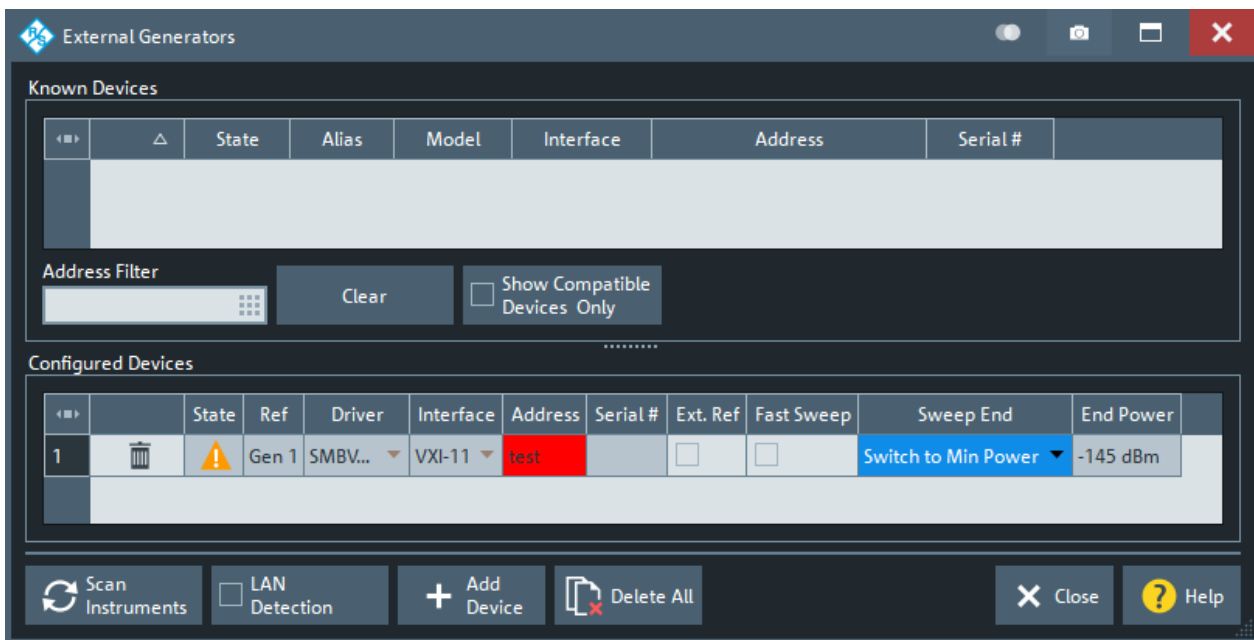 R/S External Generators
Known Devices
State Alias Model Interface Address Serial #
Address Filter
Clear
Show Compatible
Devices Only
Configured Devices
State Ref Driver Interface Address Serial # Ext. Ref Fast Sweep Sweep End End Power
1 Gen 1 SMBV... VXI-11 test Switch to Min Power -145 dBm
Scan
Instruments
LAN
Detection
Add
Device
Delete All
Close
? Help